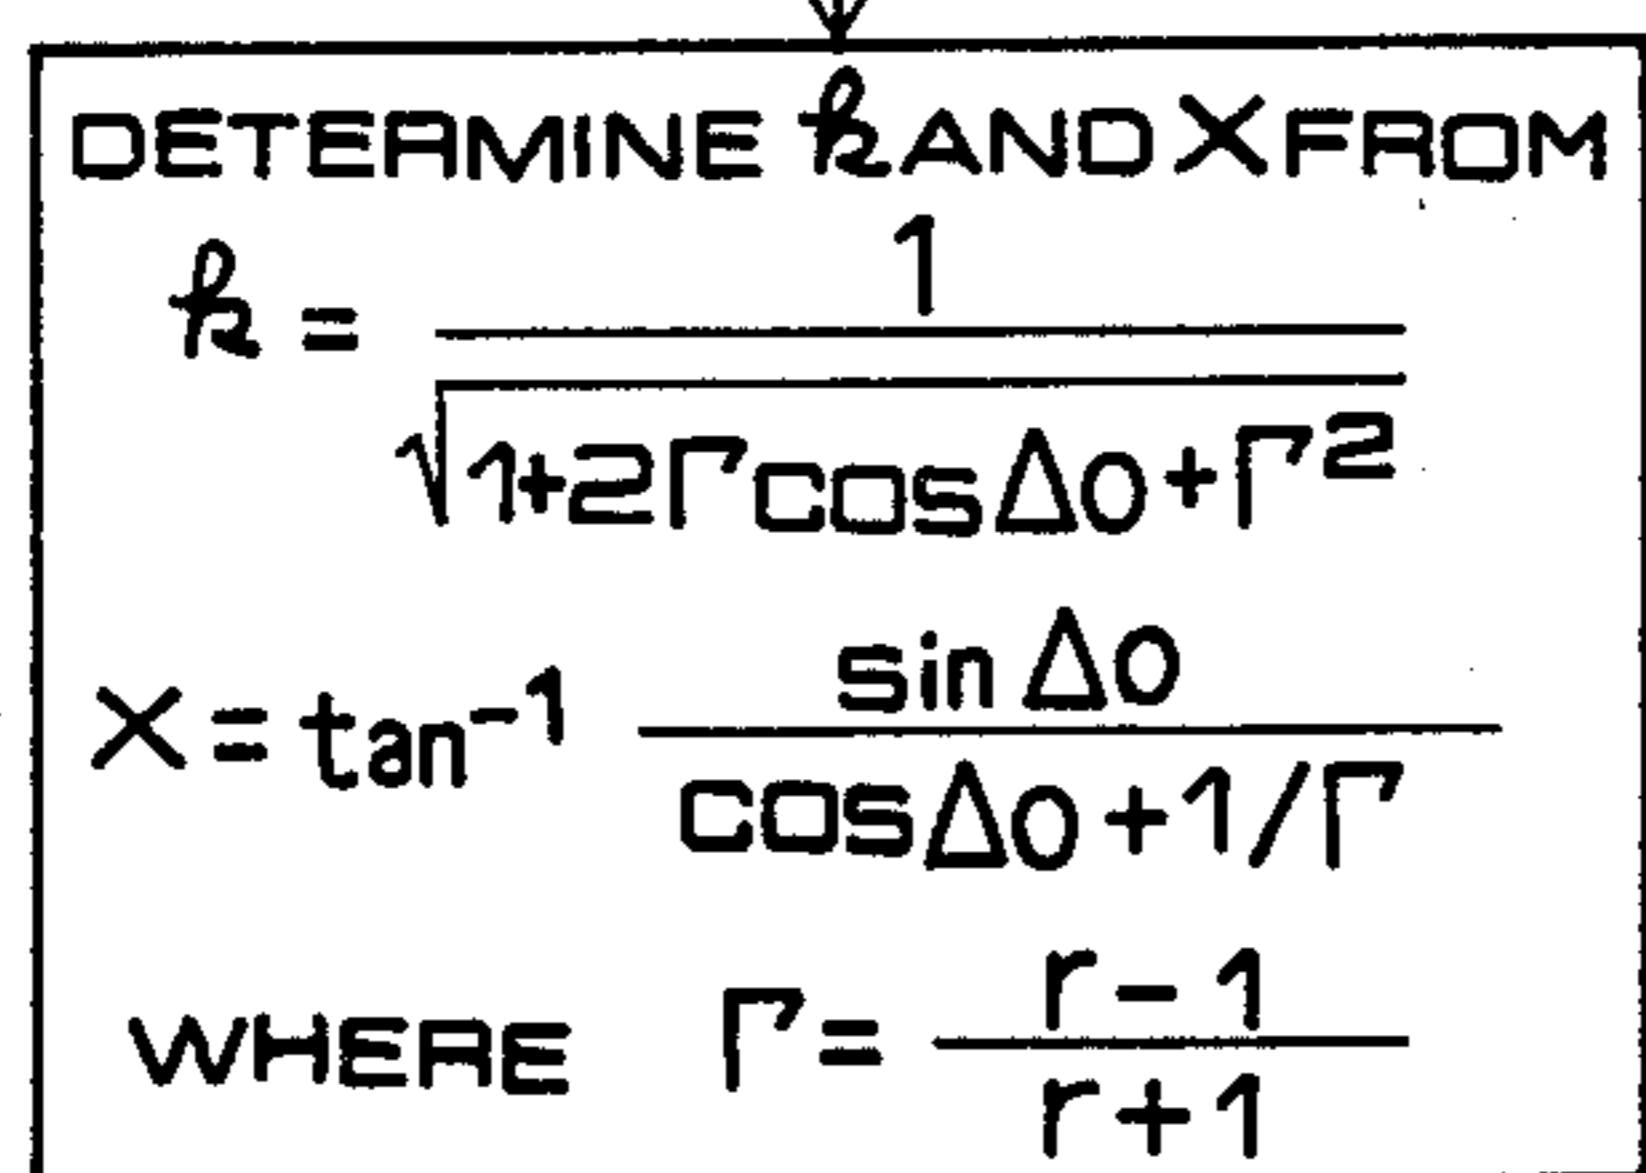 DETERMINE k AND X FROM
k = 1 / √(1+2Γcos Δ0+Γ²)
X = tan⁻¹ sin Δ0 / (cos Δ0+1/Γ)
WHERE Γ = r-1 / r+1